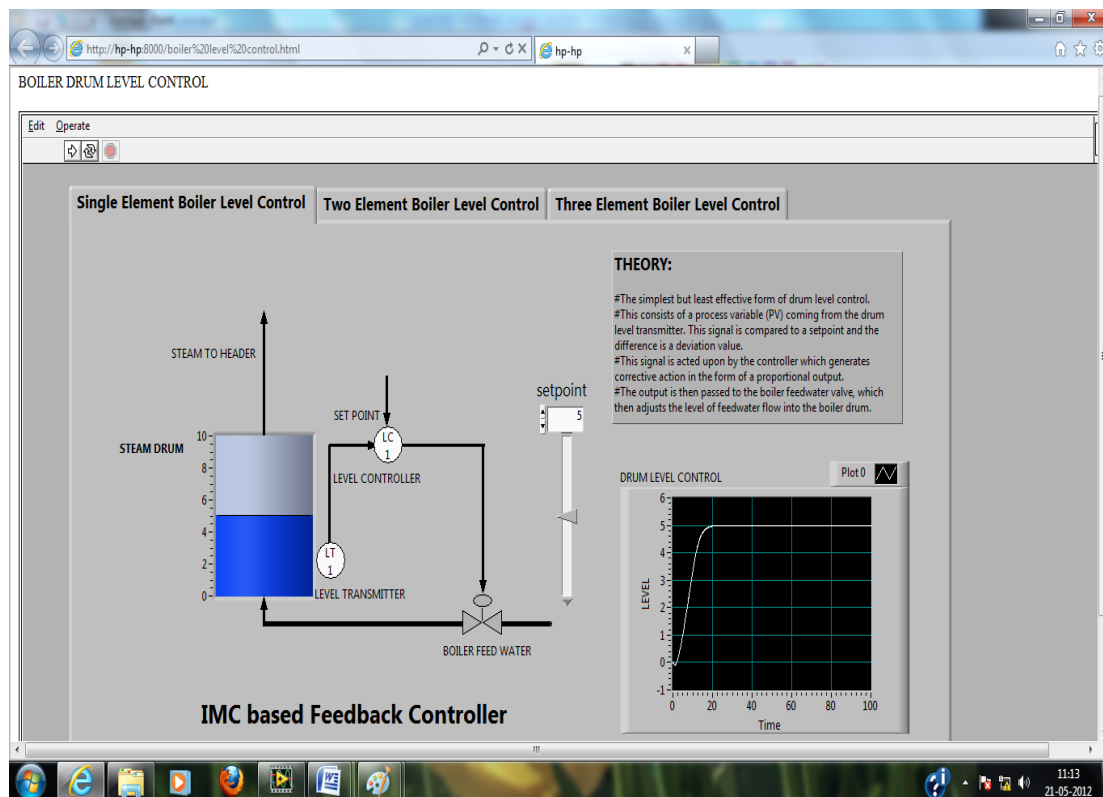 http://hp-hp:8000/boiler%20level%20control.html
hp-hp
BOILER DRUM LEVEL CONTROL
Edit Operate
Single Element Boiler Level Control
Two Element Boiler Level Control
Three Element Boiler Level Control
THEORY:
#The simplest but least effective form of drum level control.
#This consists of a process variable (PV) coming from the drum
level transmitter. This signal is compared to a setpoint and the
difference is a deviation value.
#This signal is acted upon by the controller which generates
corrective action in the form of a proportional output.
#The output is then passed to the boiler feedwater valve, which
then adjusts the level of feedwater flow into the boiler drum.
STEAM TO HEADER
setpoint
5
SET POINT
LC
1
STEAM DRUM
10
8
6
4
2
0
LEVEL CONTROLLER
LT
1
LEVEL TRANSMITTER
BOILER FEED WATER
DRUM LEVEL CONTROL
Plot 0
LEVEL
6
5
4
3
2
1
0
-1
0 20 40 60 80 100
Time
IMC based Feedback Controller
11:13
21-05-2012